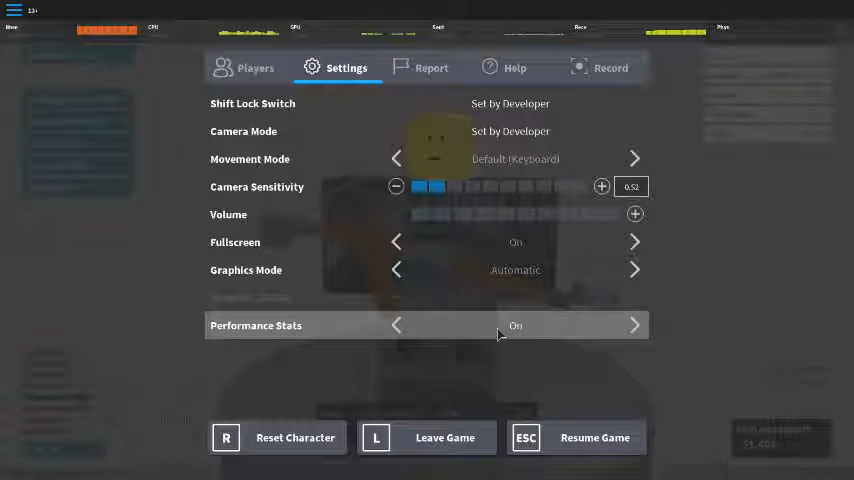 13+
Mem CPU GPU Sent Recv Phys
Players Settings Report Help Record
Shift Lock Switch Set by Developer
Camera Mode Set by Developer
Movement Mode Default (Keyboard)
Camera Sensitivity 0.52
Volume
Fullscreen On
Graphics Mode Automatic
Performance Stats On
R Reset Character L Leave Game ESC Resume Game